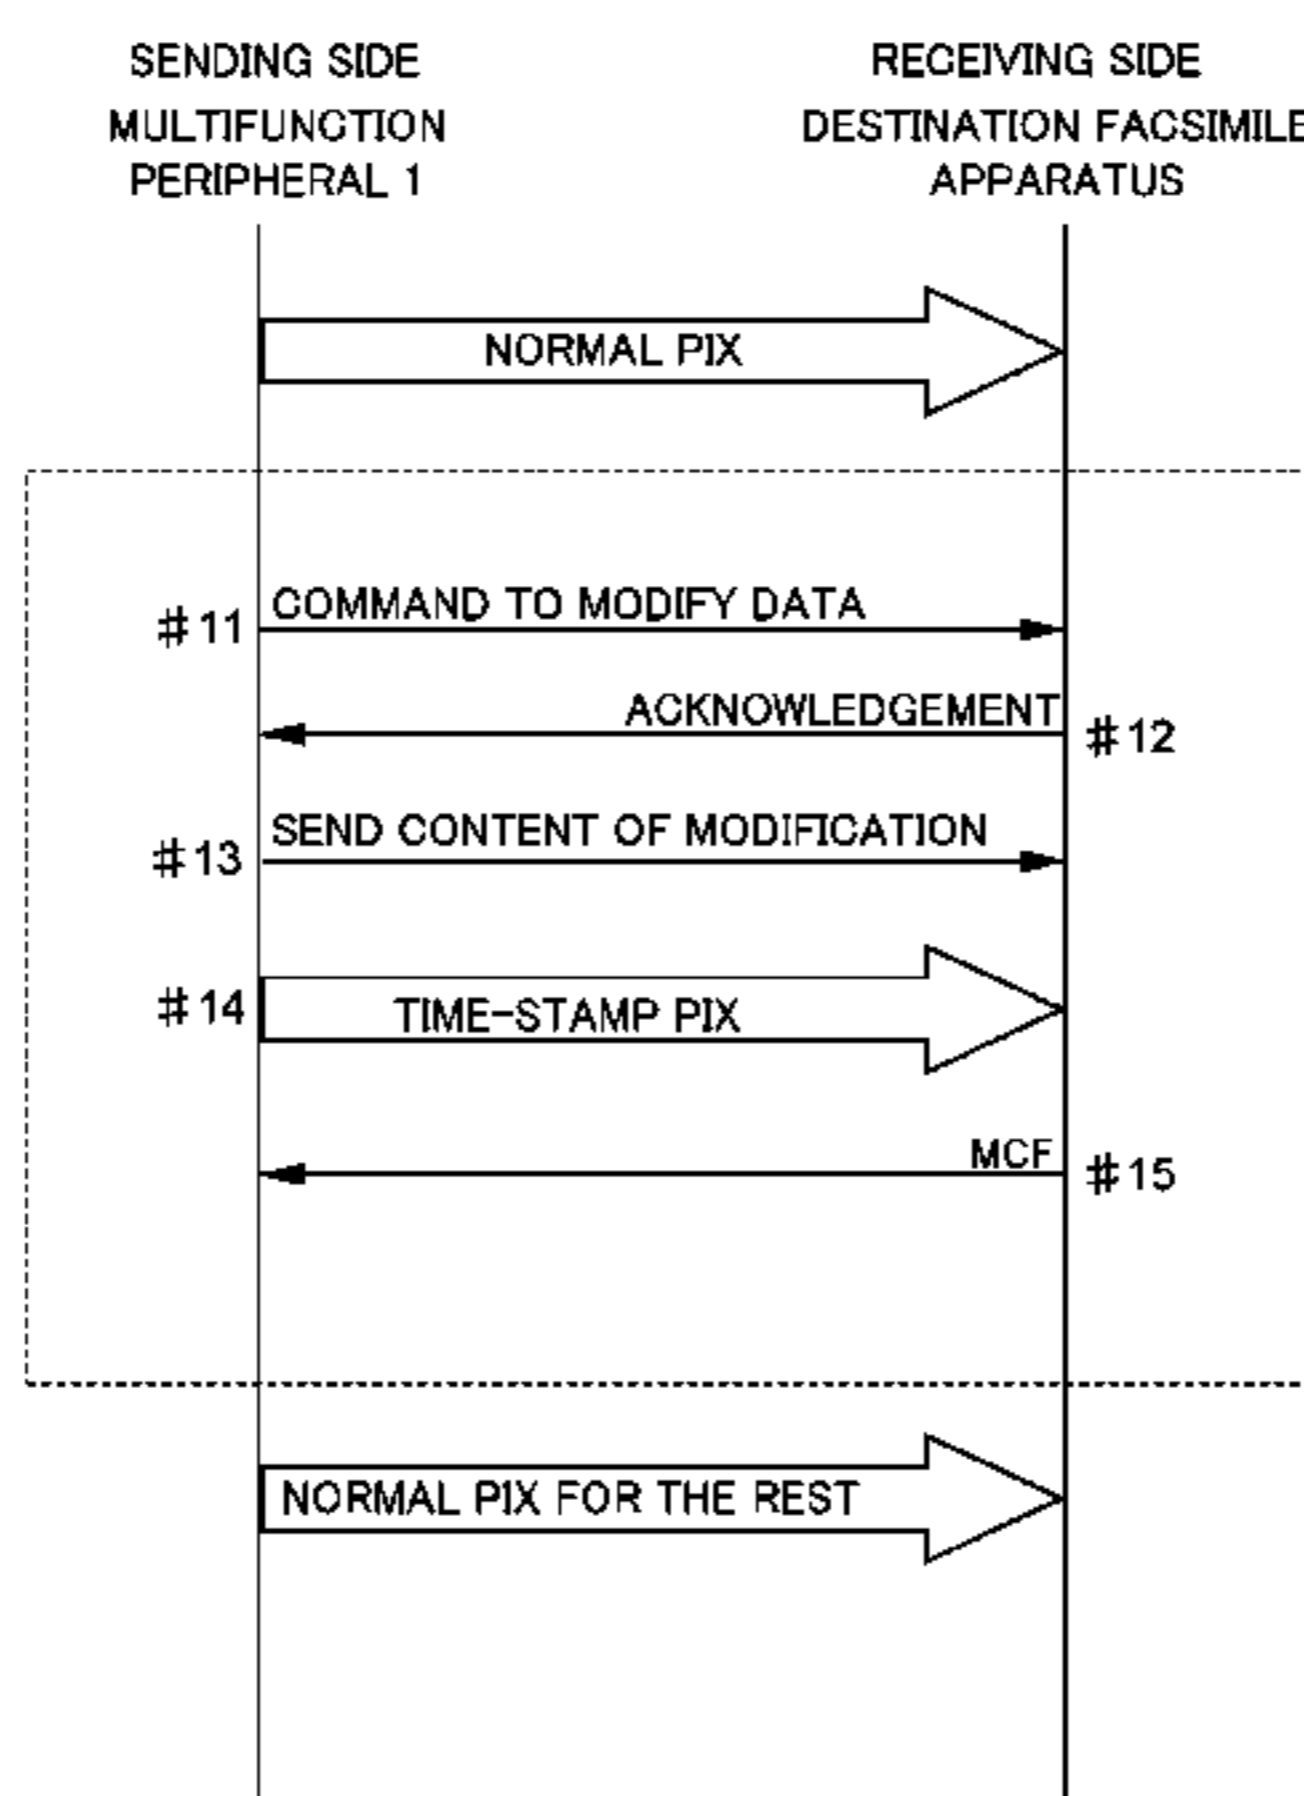 SENDING SIDE
MULTIFUNCTION
PERIPHERAL 1
RECEIVING SIDE
DESTINATION FACSIMILE
APPARATUS
NORMAL PIX
#11
COMMAND TO MODIFY DATA
ACKNOWLEDGEMENT
#12
#13
SEND CONTENT OF MODIFICATION
#14
TIME-STAMP PIX
MCF
#15
NORMAL PIX FOR THE REST